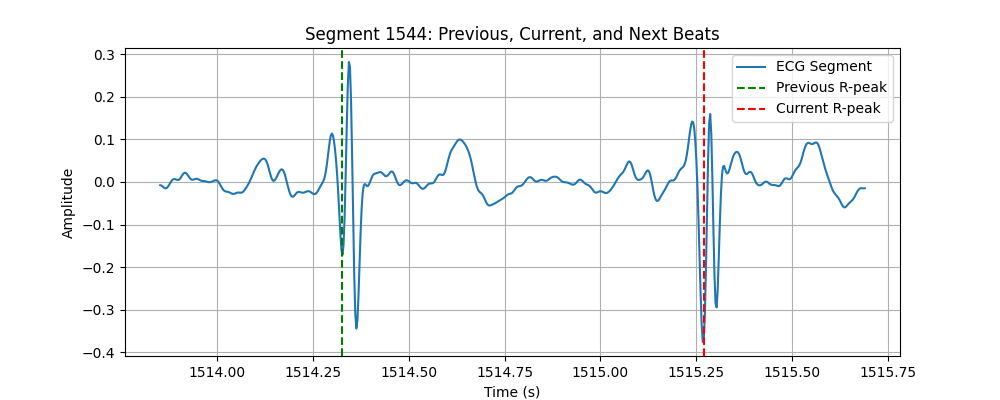 Segment 1544: Previous, Current, and Next Beats
ECG Segment
Previous R-peak
Current R-peak
0.3
0.2
0.1
0.0
−0.1
−0.2
−0.3
−0.4
Amplitude
1514.00 1514.25 1514.50 1514.75 1515.00 1515.25 1515.50 1515.75
Time (s)